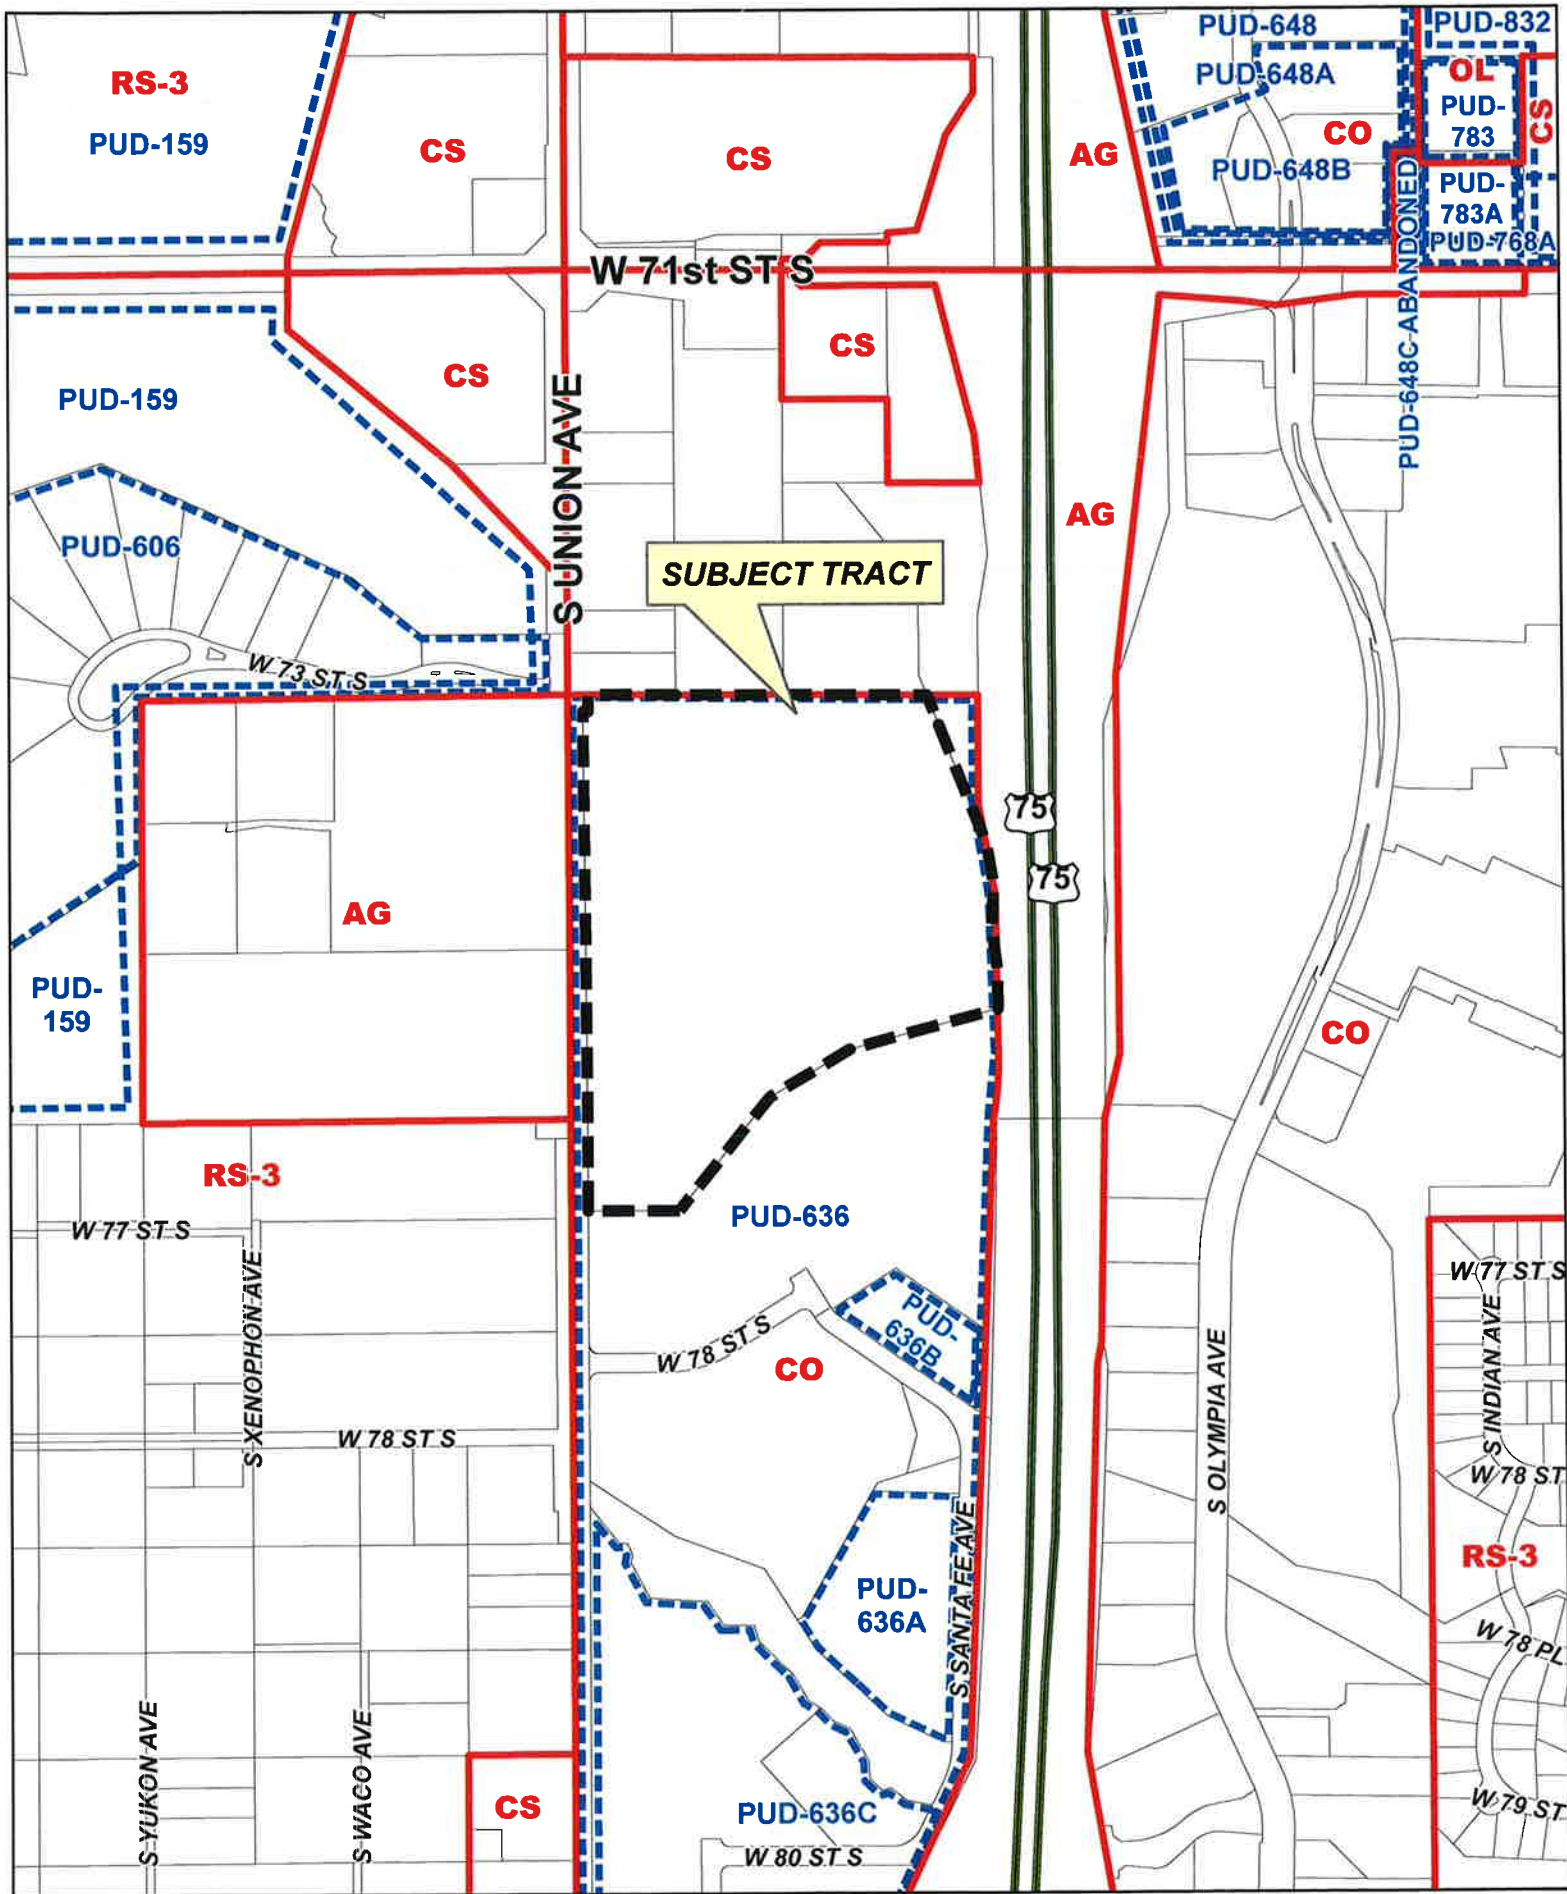 PUD-648
PUD-832
RS-3
PUD-648A
OL
PUD-159
CS
CS
AG
CO
PUD-
783
CS
PUD-648B
PUD-
783A
PUD-768A
W 71st ST S
PUD-648C-ABANDONED
CS
CS
PUD-159
S UNION AVE
AG
PUD-606
SUBJECT TRACT
W 73 ST S
75
75
AG
PUD-
159
CO
RS-3
PUD-636
W 77 ST S
W 77 ST S
S XENOPHON AVE
PUD-
636B
W 78 ST S
CO
S INDIAN AVE
S OLYMPIA AVE
W 78 ST S
W 78 ST
RS-3
PUD-
636A
S SANTA FE AVE
W 78 PL
S YUKON AVE
S WACO AVE
CS
PUD-636C
W 79 ST
W 80 ST S